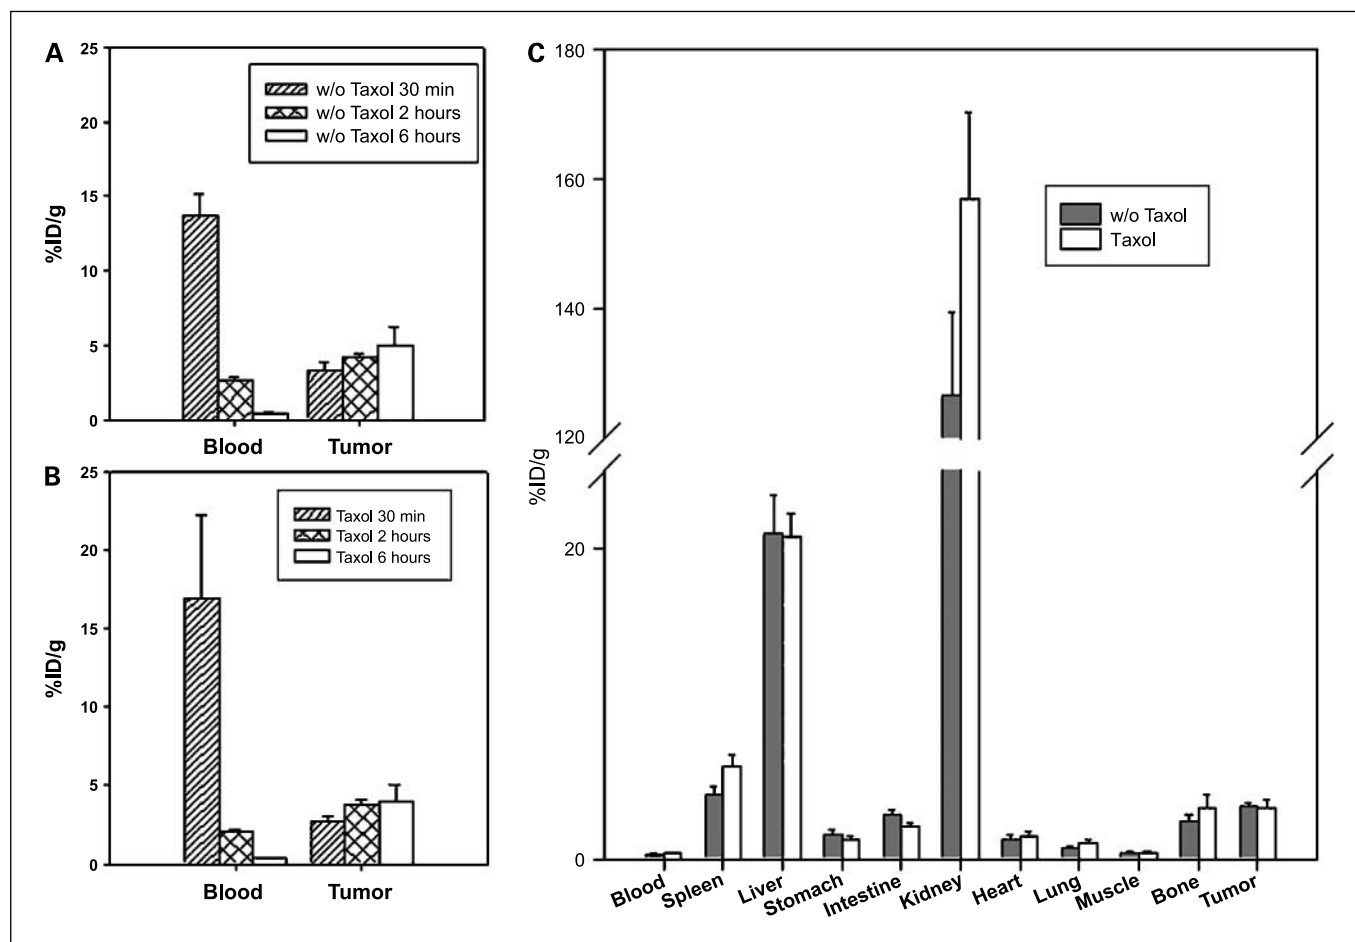 A
25
20
15
10
5
0
%ID/g
w/o Taxol 30 min
w/o Taxol 2 hours
w/o Taxol 6 hours
Blood Tumor
B
25
20
15
10
5
0
%ID/g
Taxol 30 min
Taxol 2 hours
Taxol 6 hours
Blood Tumor
C
180
160
140
120
20
0
%ID/g
w/o Taxol
Taxol
Blood Spleen Liver Stomach Intestine Kidney Heart Lung Muscle Bone Tumor